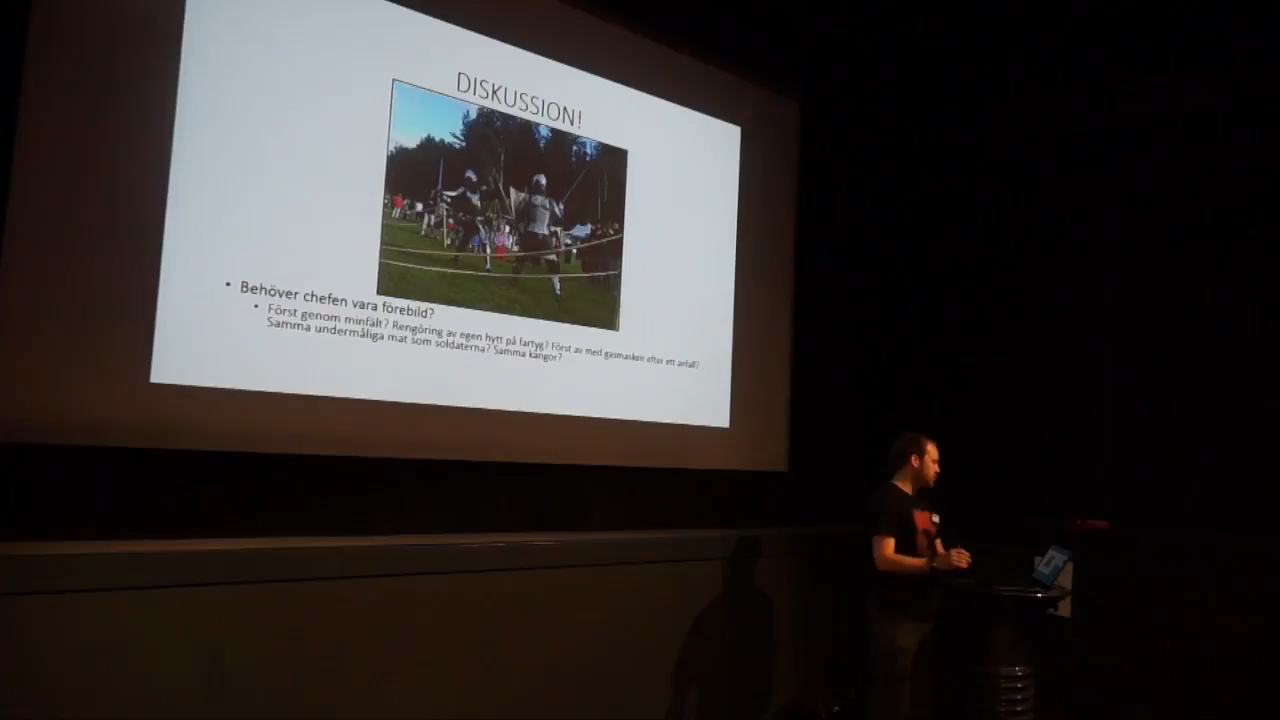 DISKUSSION!
• Behöver chefen vara förebild?
• Först genom minfält? Rengöring av egen hytt på fartyg? Först av med gasmasken efter ett anfall?
Samma undermåliga mat som soldaterna? Samma kängor?